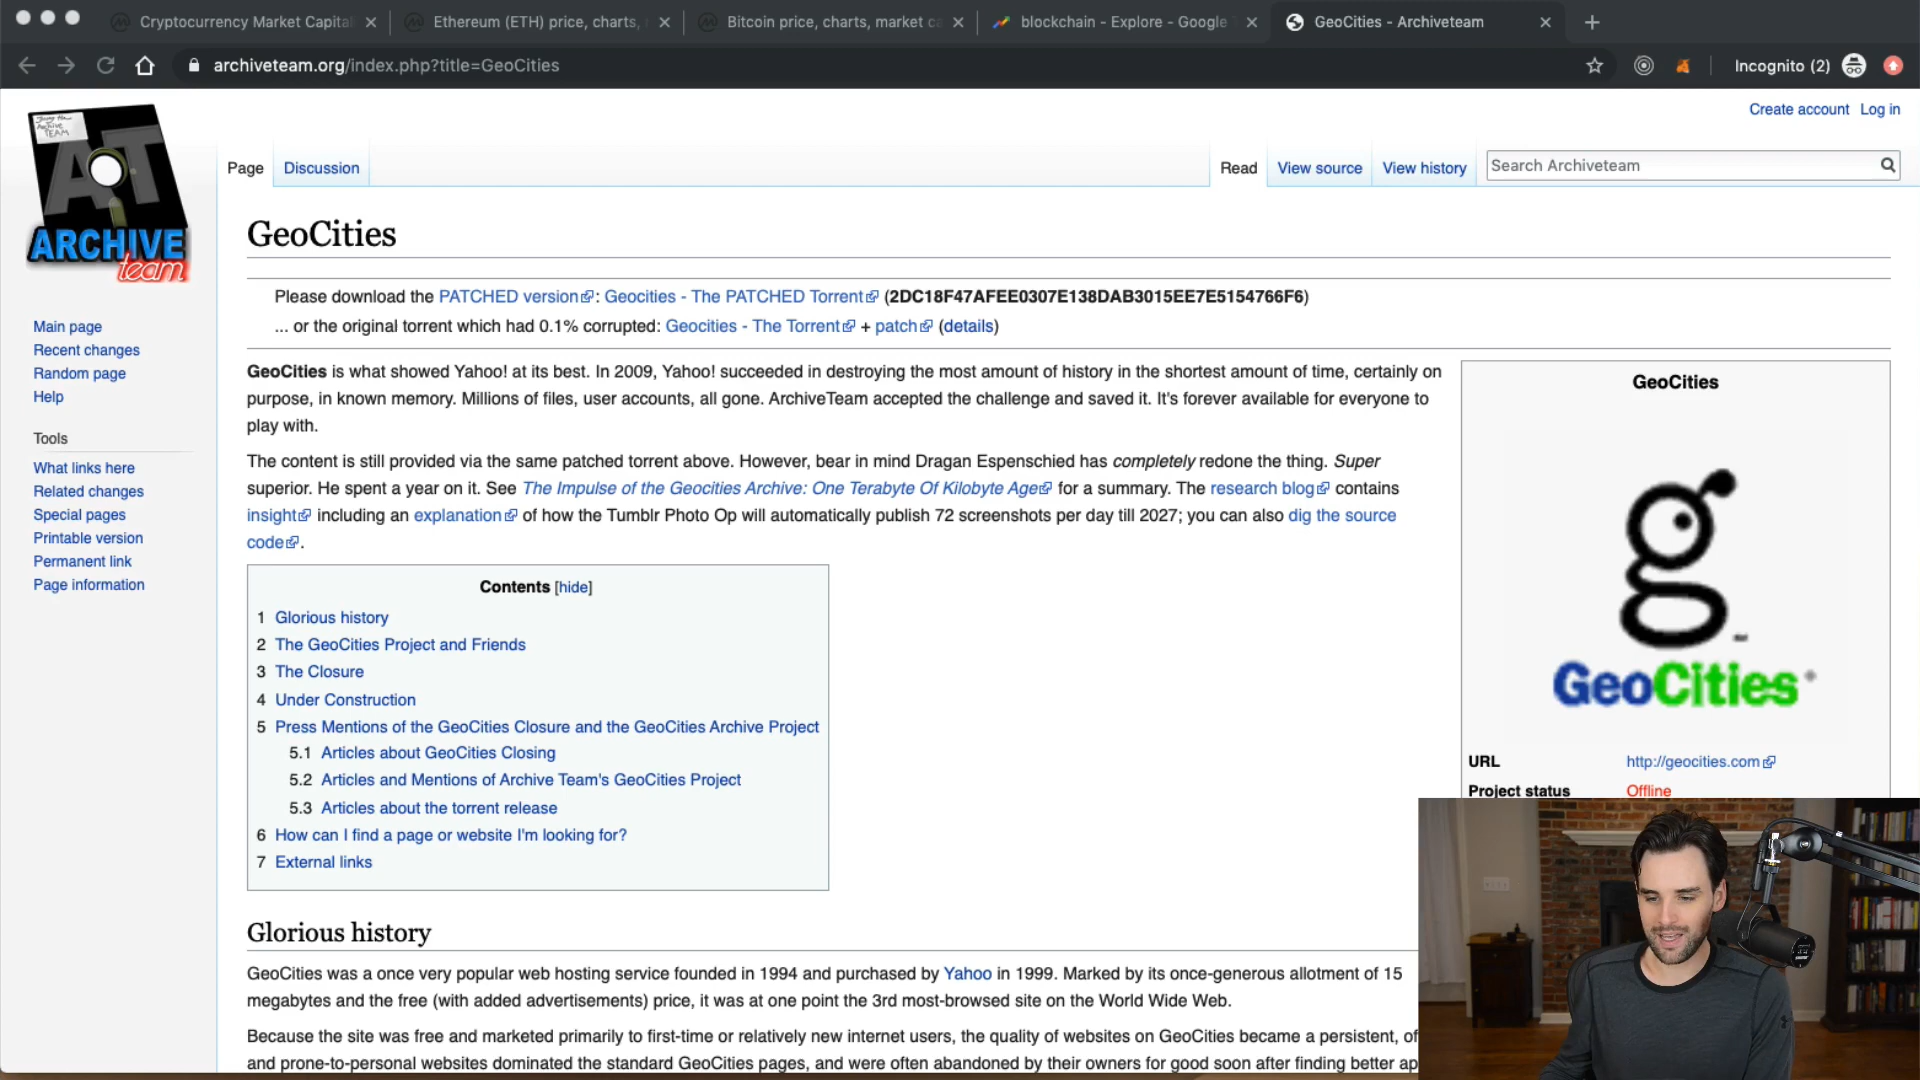 Cryptocurrency Market Capital
Ethereum (ETH) price, charts,
Bitcoin price, charts, market ca
blockchain - Explore - Google
GeoCities - Archiveteam
archiveteam.org/index.php?title=GeoCities
Incognito (2)
Create account Log in
Page Discussion
Read View source View history
Search Archiveteam
ARCHIVE
team
AT
Main page
Recent changes
Random page
Help
Tools
What links here
Related changes
Special pages
Printable version
Permanent link
Page information
GeoCities
Please download the PATCHED version: Geocities - The PATCHED Torrent (2DC18F47AFEE0307E138DAB3015EE7E5154766F6)
... or the original torrent which had 0.1% corrupted: Geocities - The Torrent + patch (details)
GeoCities is what showed Yahoo! at its best. In 2009, Yahoo! succeeded in destroying the most amount of history in the shortest amount of time, certainly on
purpose, in known memory. Millions of files, user accounts, all gone. ArchiveTeam accepted the challenge and saved it. It's forever available for everyone to
play with.
The content is still provided via the same patched torrent above. However, bear in mind Dragan Espenschied has completely redone the thing. Super
superior. He spent a year on it. See The Impulse of the Geocities Archive: One Terabyte Of Kilobyte Age for a summary. The research blog contains
insight including an explanation of how the Tumblr Photo Op will automatically publish 72 screenshots per day till 2027; you can also dig the source
code.
Contents [hide]
1 Glorious history
2 The GeoCities Project and Friends
3 The Closure
4 Under Construction
5 Press Mentions of the GeoCities Closure and the GeoCities Archive Project
5.1 Articles about GeoCities Closing
5.2 Articles and Mentions of Archive Team's GeoCities Project
5.3 Articles about the torrent release
6 How can I find a page or website I'm looking for?
7 External links
GeoCities
GeoCities
URL http://geocities.com
Project status Offline
Glorious history
GeoCities was a once very popular web hosting service founded in 1994 and purchased by Yahoo in 1999. Marked by its once-generous allotment of 15
megabytes and the free (with added advertisements) price, it was at one point the 3rd most-browsed site on the World Wide Web.
Because the site was free and marketed primarily to first-time or relatively new internet users, the quality of websites on GeoCities became a persistent, of
and prone-to-personal websites dominated the standard GeoCities pages, and were often abandoned by their owners for good soon after finding better ap